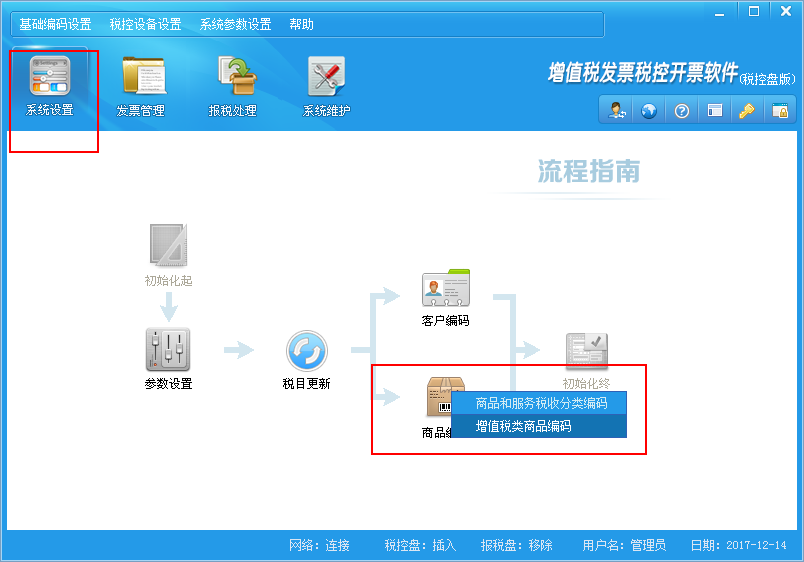 基础编码设置 税控设备设置 系统参数设置 帮助
系统设置 发票管理 报税处理 系统维护
增值税发票税控开票软件(税控盘版)
流程指南
初始化起
客户编码
参数设置 税目更新 初始化终
商品和服务税收分类编码
商品编
增值税类商品编码
网络：连接 税控盘：插入 报税盘：移除 用户名：管理员 日期：2017-12-14